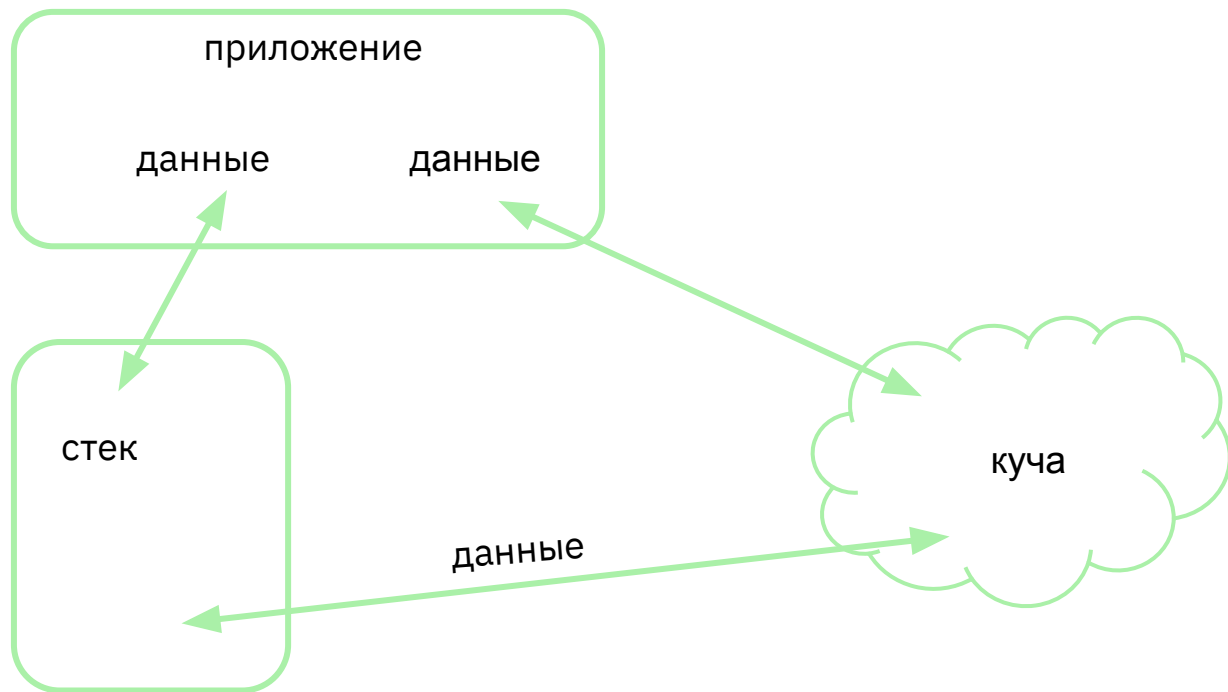 приложение
данные
данные
стек
куча
данные